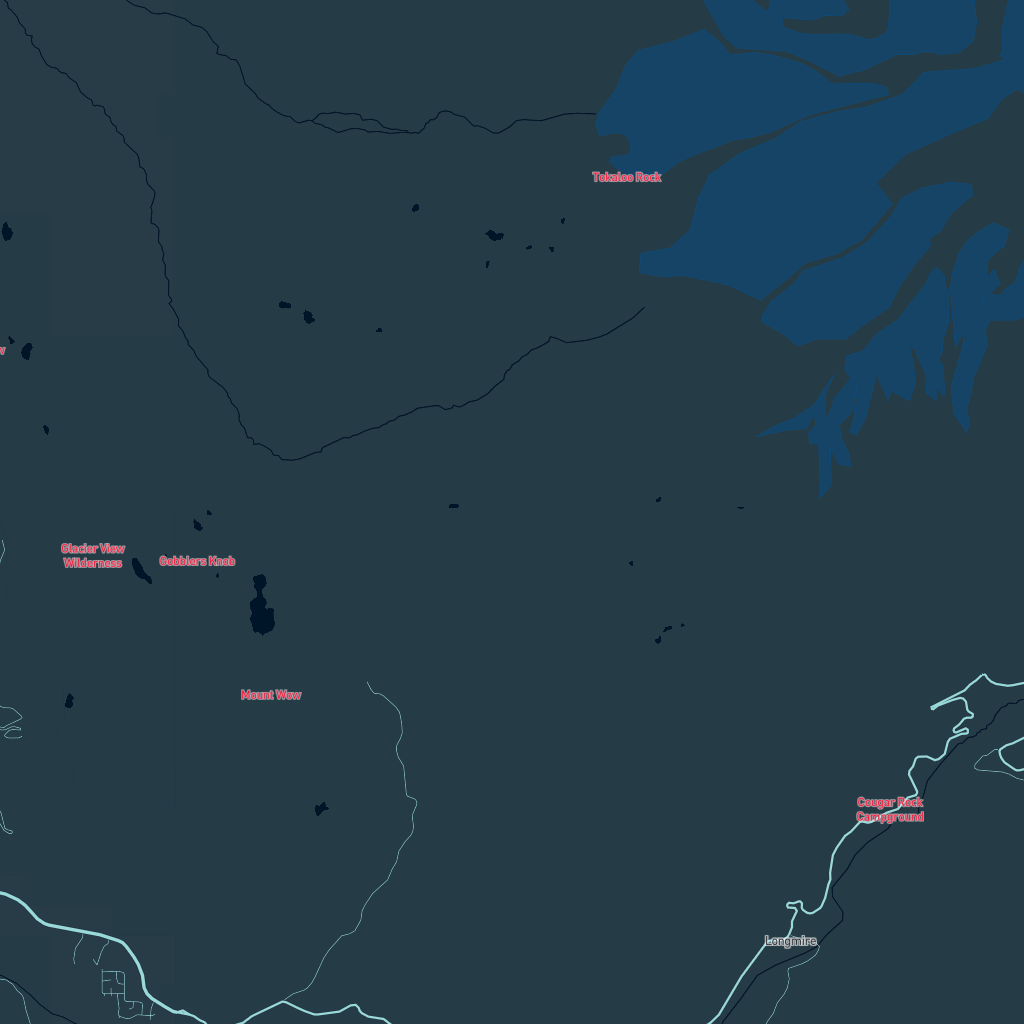 Tokaloo Rock
Glacier View
Wilderness
Gobblers Knob
Mount Wow
Cougar Rock
Campground
Longmire